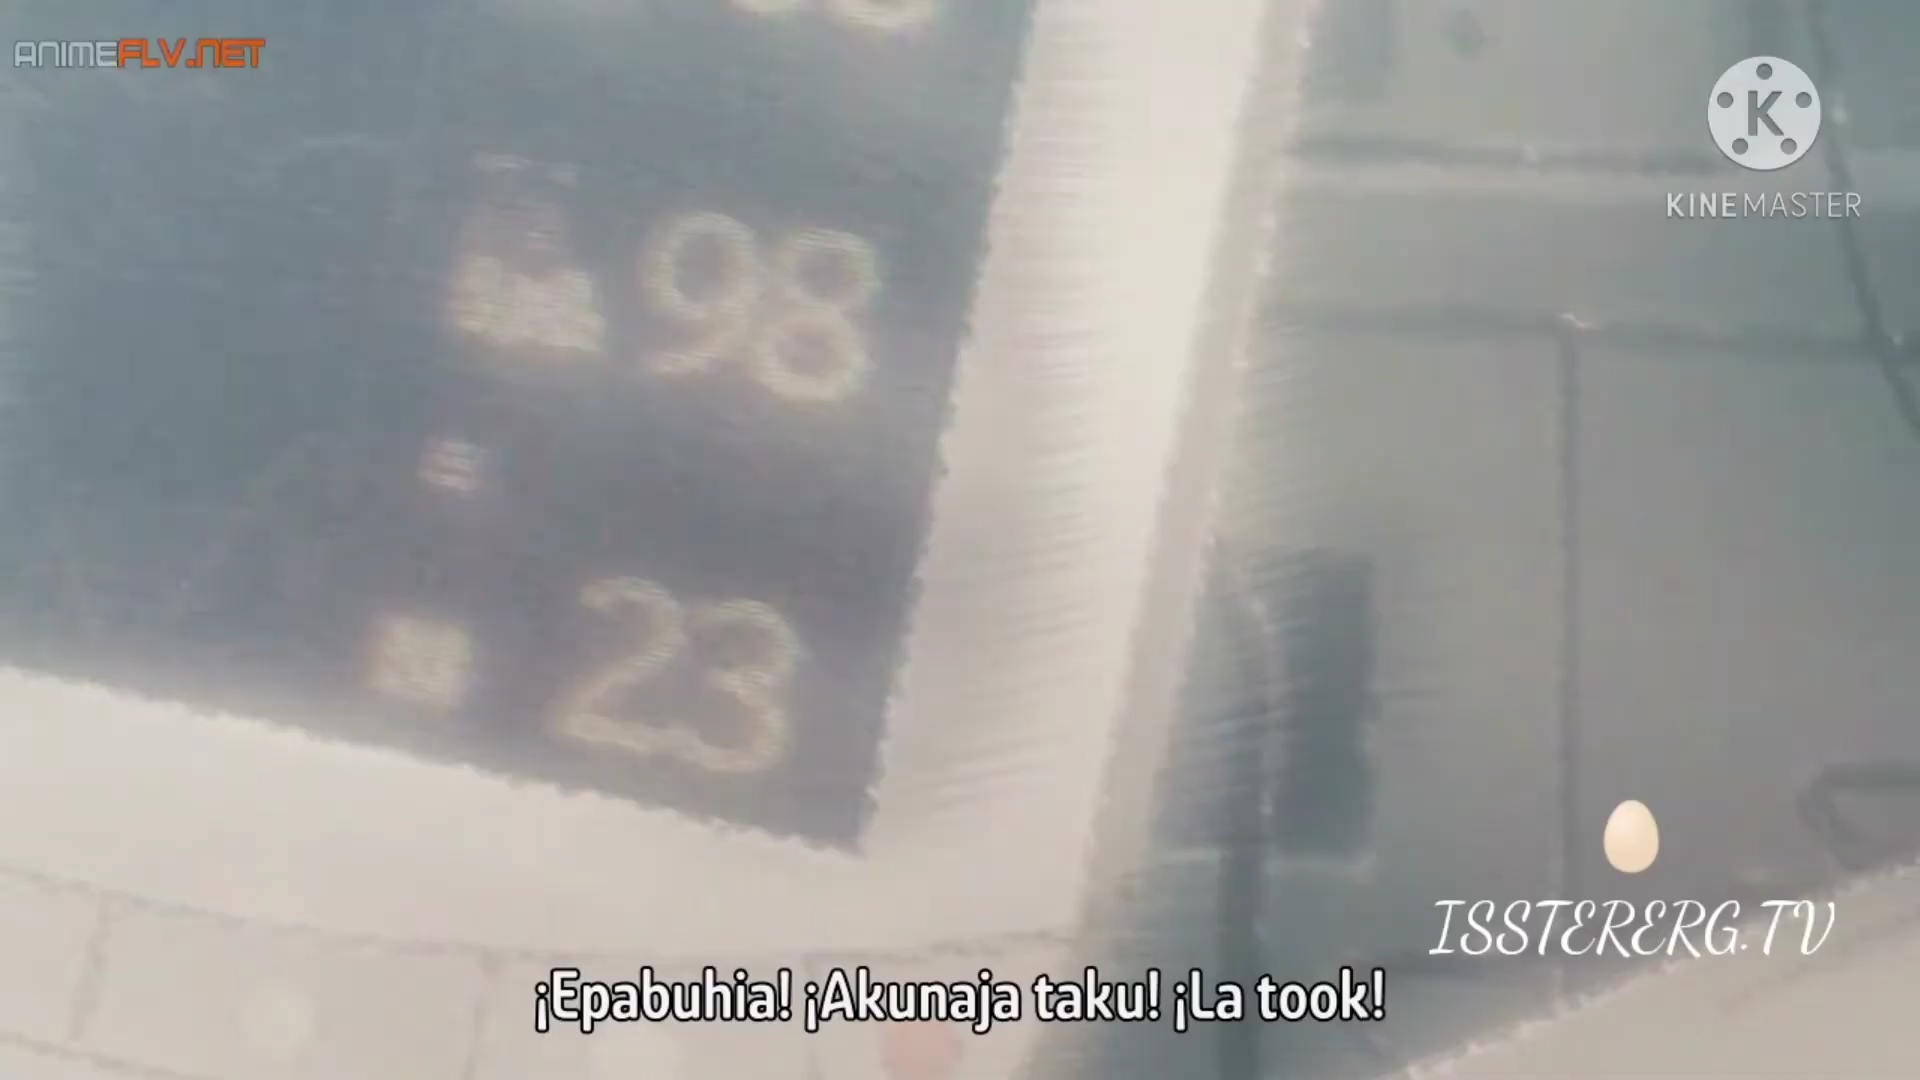 ANIMEFLV.NET
K
KINEMASTER
98
23
ISSTERERG.TV
¡Epabuhia! ¡Akunaja taku! ¡La took!